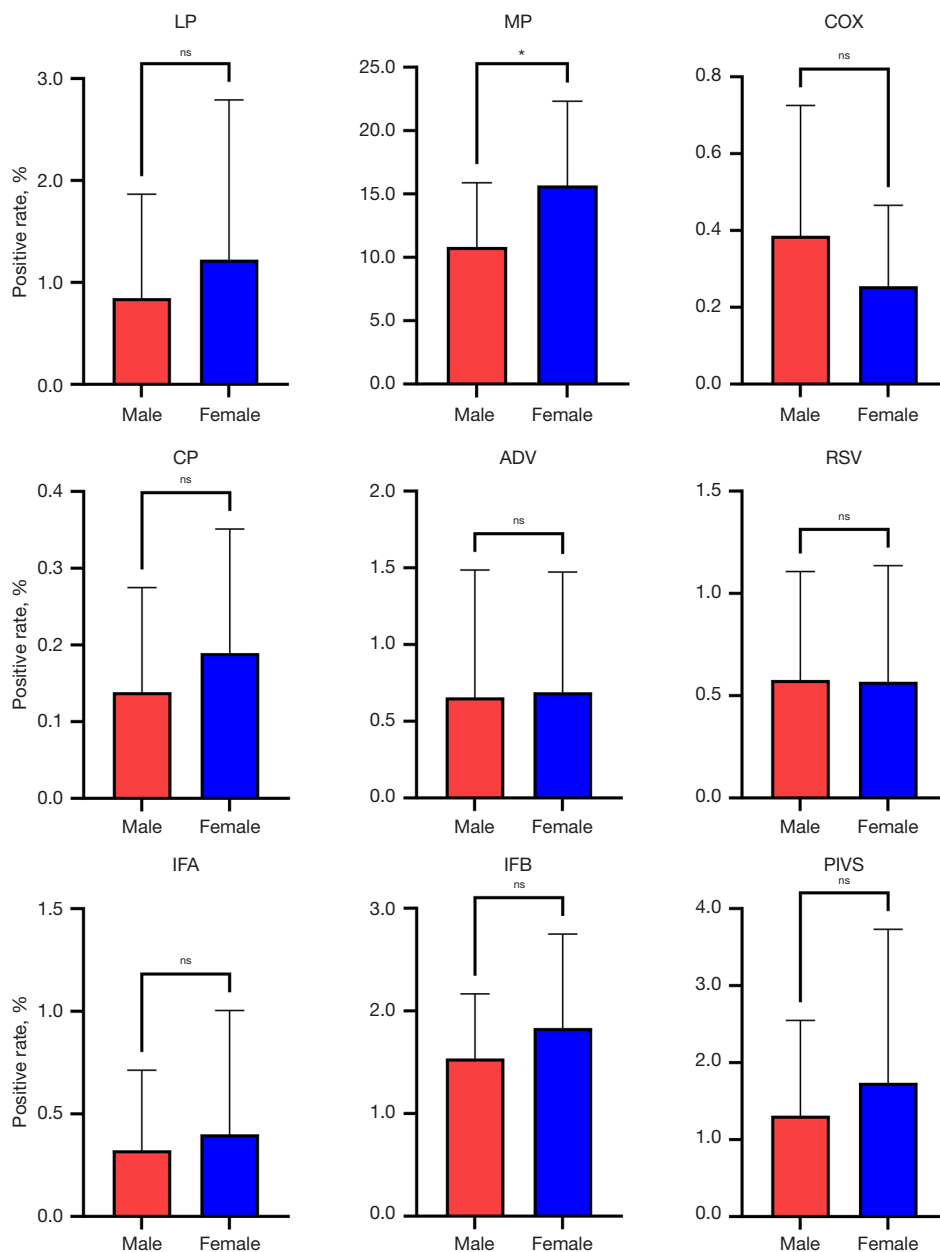 LP
ns
3.0
2.0
1.0
0.0
Positive rate, %
Male Female
MP
*
25.0
20.0
15.0
10.0
5.0
0.0
Male Female
COX
ns
0.8
0.6
0.4
0.2
0.0
Male Female
CP
ns
0.4
0.3
0.2
0.1
0.0
Positive rate, %
Male Female
ADV
ns
2.0
1.5
1.0
0.5
0.0
Male Female
RSV
ns
1.5
1.0
0.5
0.0
Male Female
IFA
ns
1.5
1.0
0.5
0.0
Positive rate, %
Male Female
IFB
ns
3.0
2.0
1.0
0.0
Male Female
PIVS
ns
4.0
3.0
2.0
1.0
0.0
Male Female